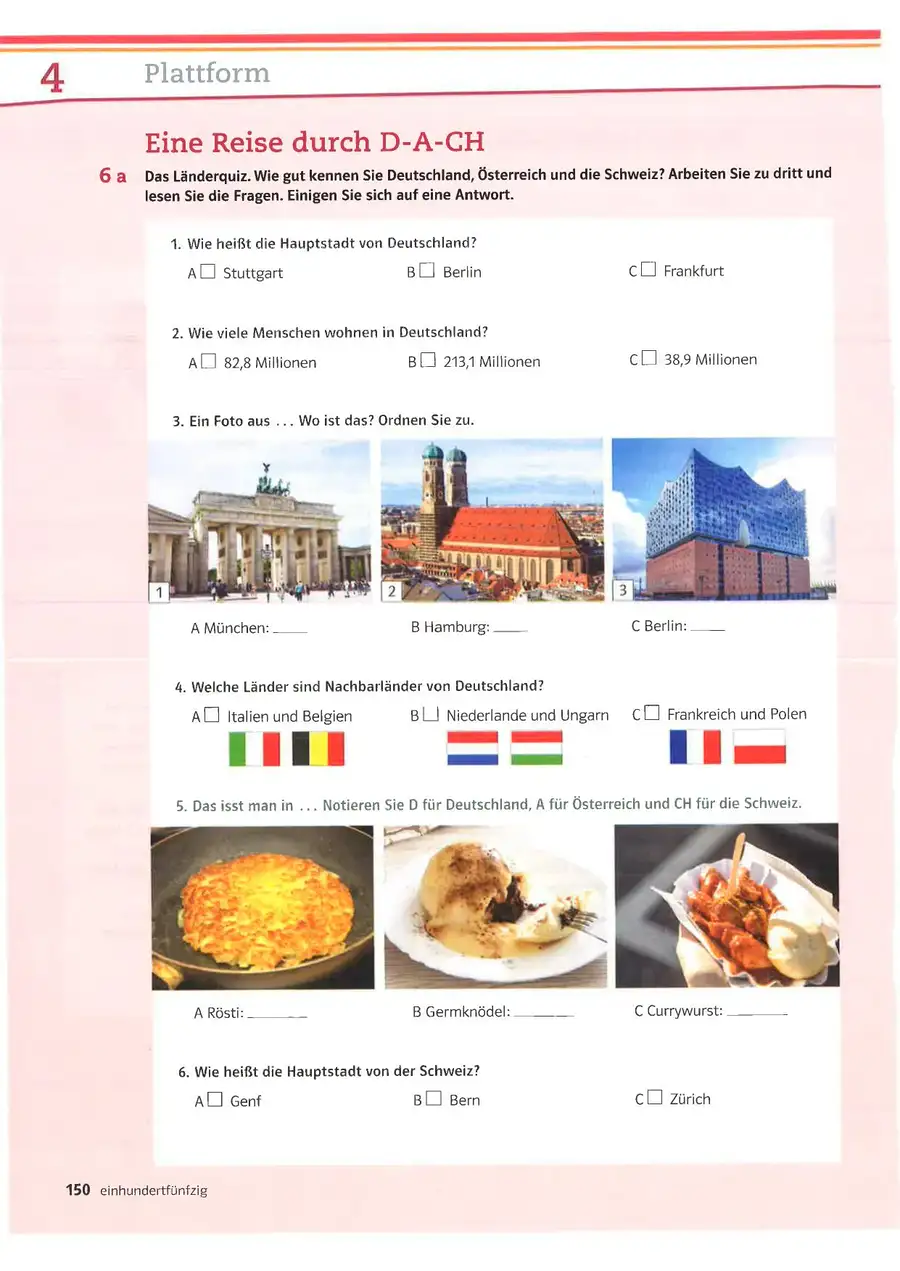 4 Plattform
Eine Reise durch D-A-CH
6 a Das Länderquiz. Wie gut kennen Sie Deutschland, Österreich und die Schweiz? Arbeiten Sie zu dritt und
lesen Sie die Fragen. Einigen Sie sich auf eine Antwort.
1. Wie heißt die Hauptstadt von Deutschland?
A □ Stuttgart B □ Berlin C □ Frankfurt
2. Wie viele Menschen wohnen in Deutschland?
A □ 82,8 Millionen B □ 213,1 Millionen C □ 38,9 Millionen
3. Ein Foto aus ... Wo ist das? Ordnen Sie zu.
1 2 3
A München: ____ B Hamburg: ____ C Berlin: ____
4. Welche Länder sind Nachbarländer von Deutschland?
A □ Italien und Belgien B □ Niederlande und Ungarn C □ Frankreich und Polen
5. Das isst man in ... Notieren Sie D für Deutschland, A für Österreich und CH für die Schweiz.
A Rösti: ______ B Germknödel: ______ C Currywurst: ______
6. Wie heißt die Hauptstadt von der Schweiz?
A □ Genf B □ Bern C □ Zürich
150 einhundertfünfzig